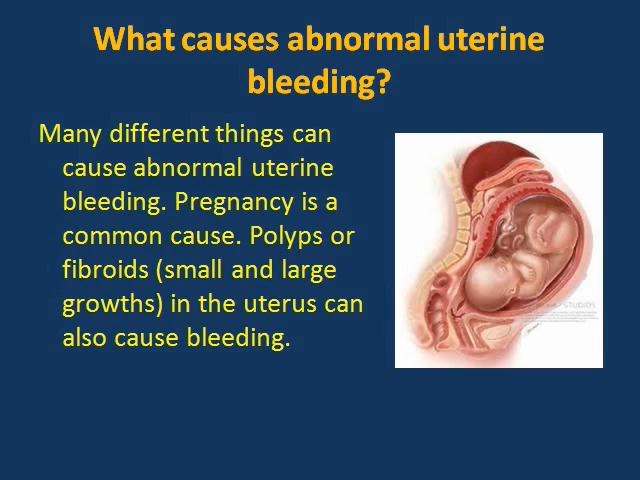 What causes abnormal uterine
bleeding?
Many different things can
cause abnormal uterine
bleeding. Pregnancy is a
common cause. Polyps or
fibroids (small and large
growths) in the uterus can
also cause bleeding.
STUDIOS